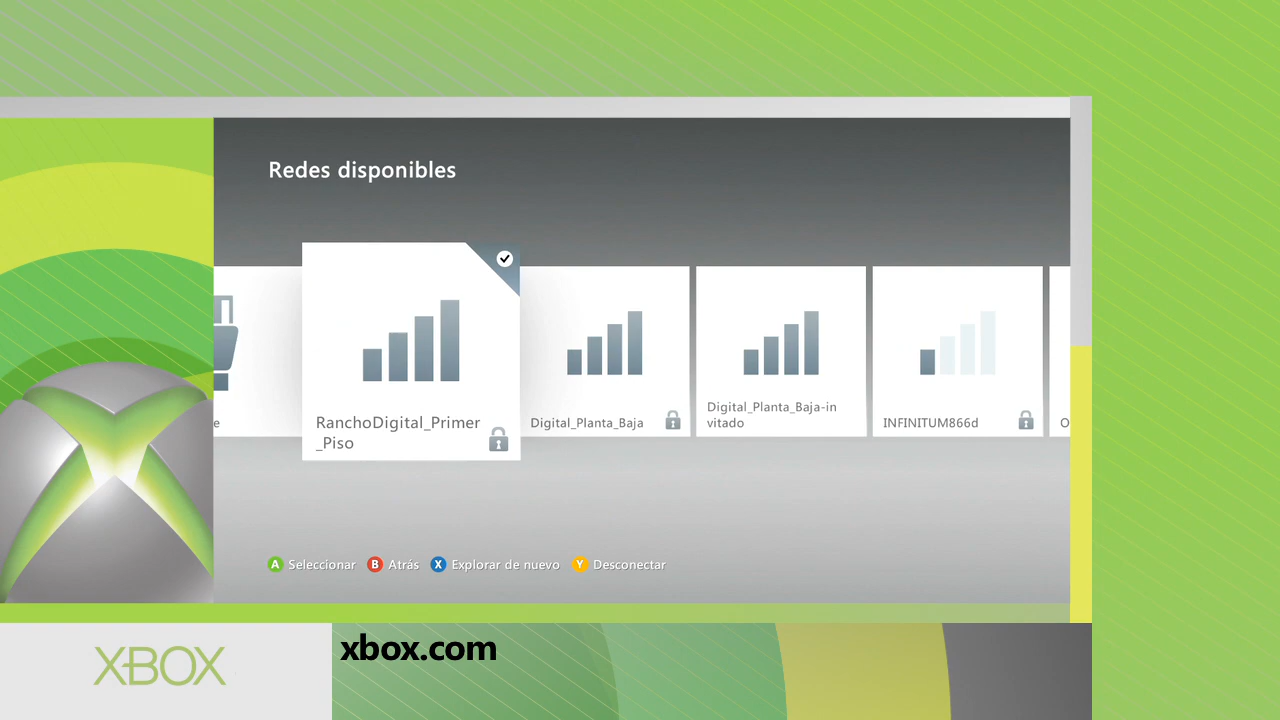 Redes disponibles
e
RanchoDigital_Primer
_Piso
Digital_Planta_Baja
Digital_Planta_Baja-in
vitado
INFINITUM866d
O
A Seleccionar B Atrás X Explorar de nuevo Y Desconectar
XBOX
xbox.com